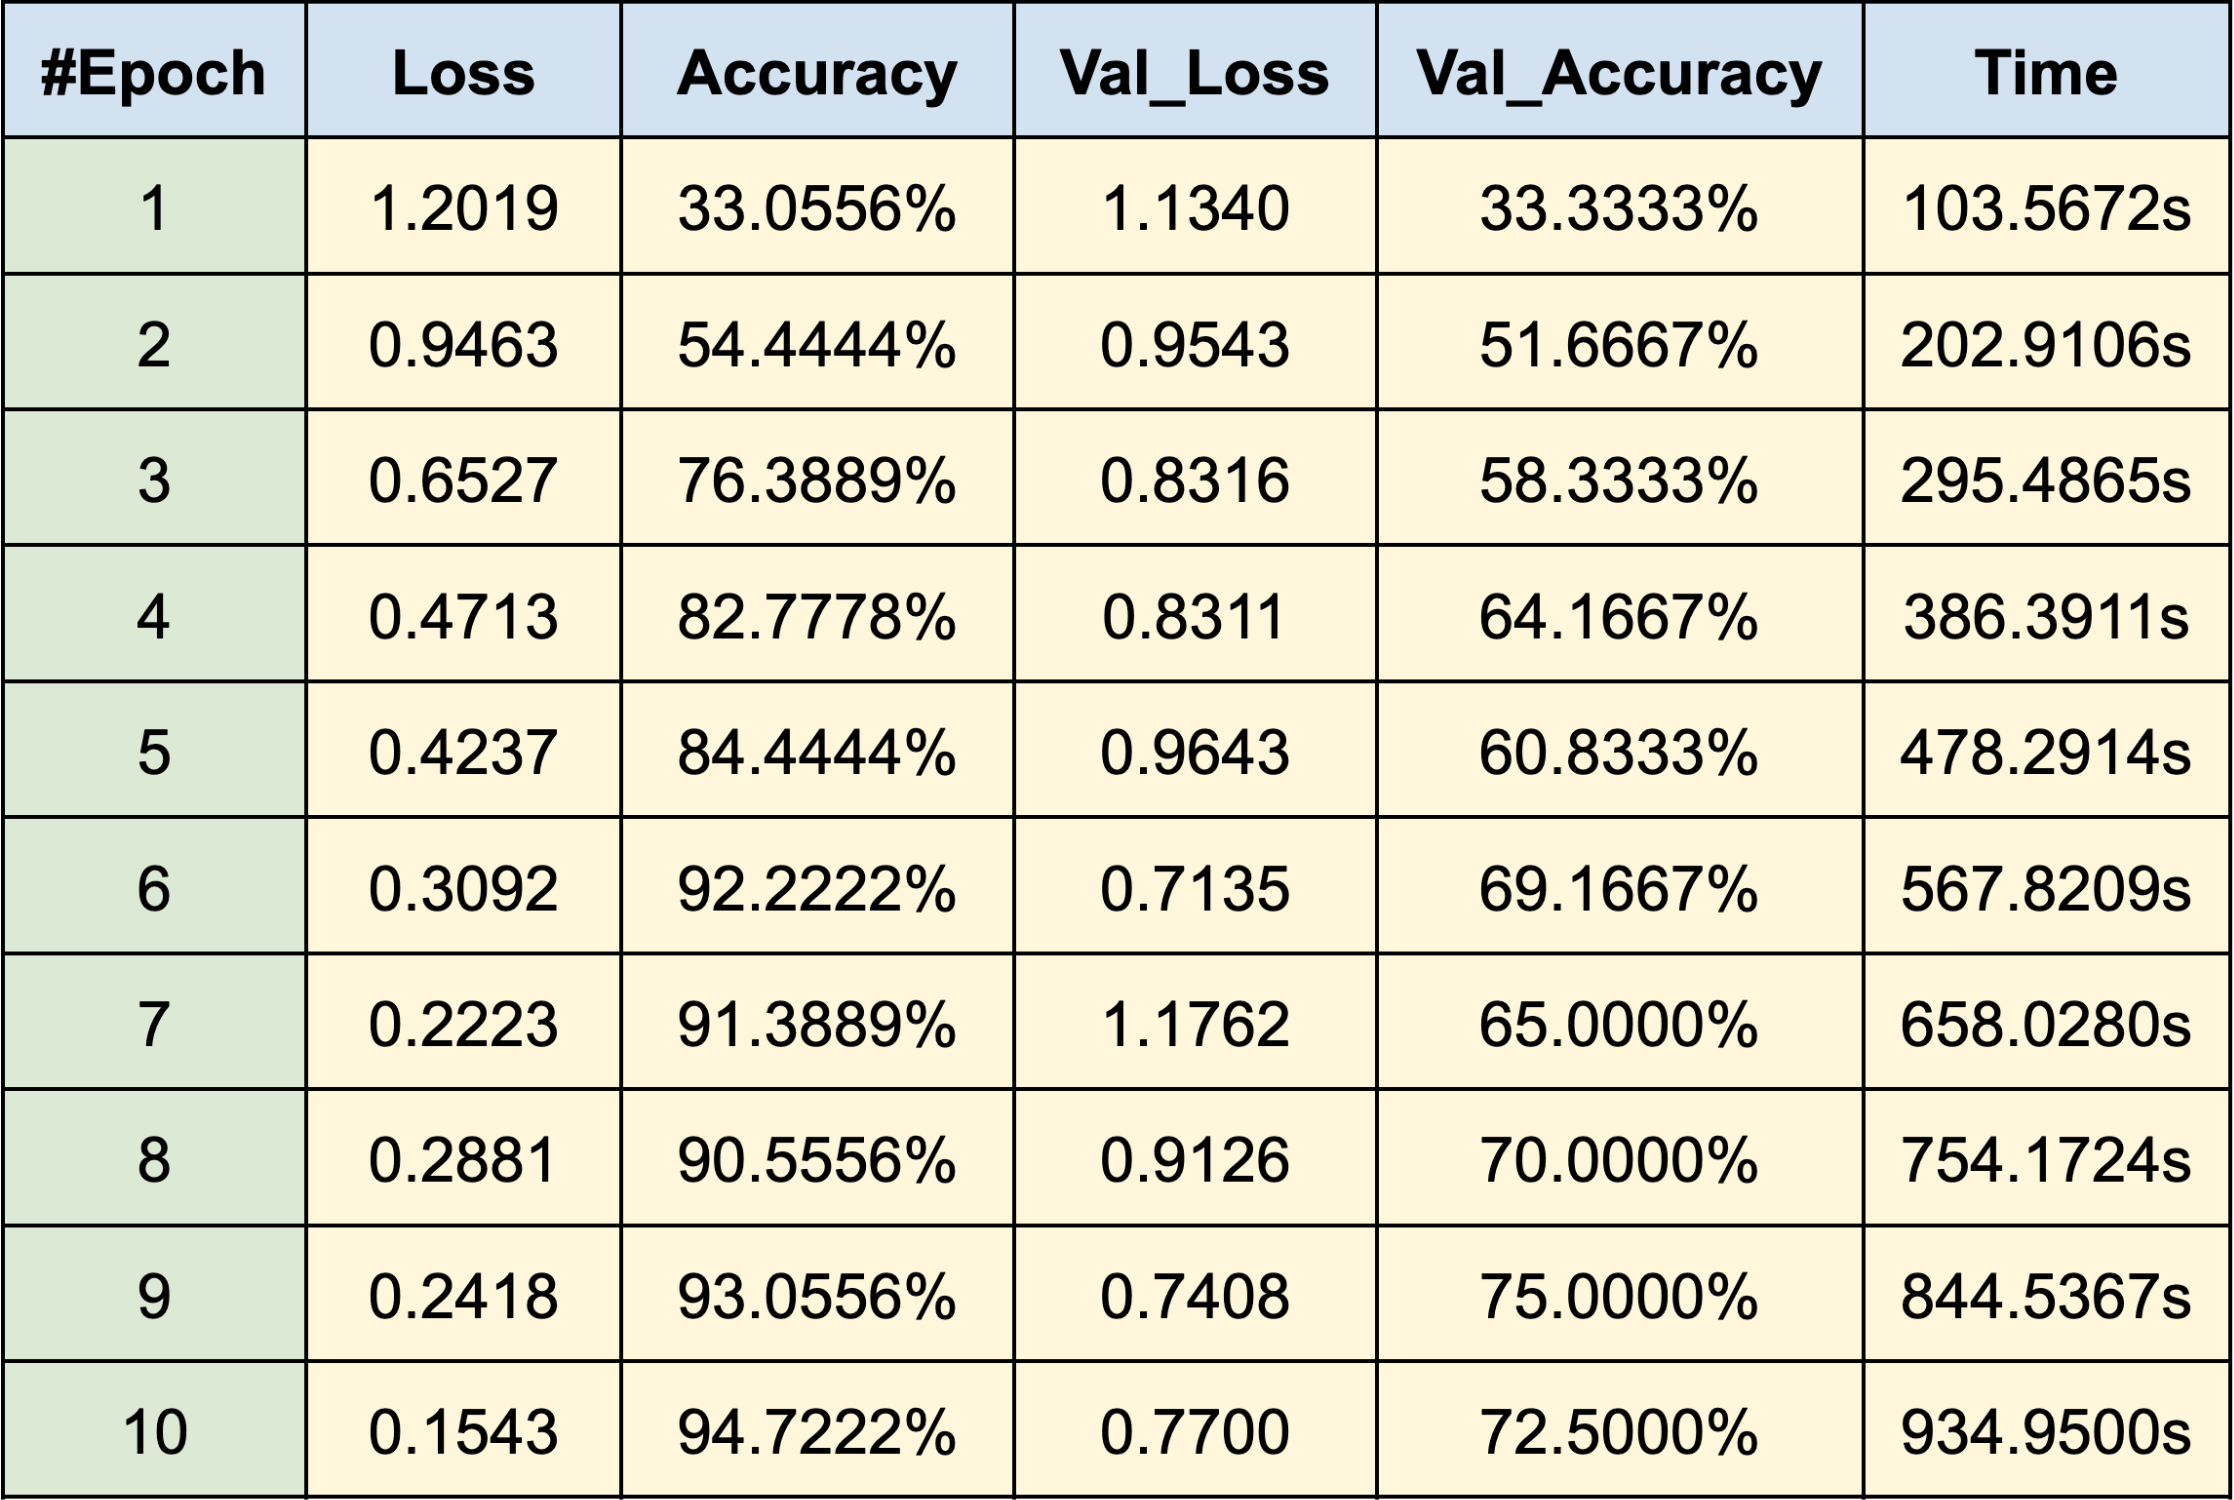 #Epoch Loss Accuracy Val_Loss Val_Accuracy Time
1 1.2019 33.0556% 1.1340 33.3333% 103.5672s
2 0.9463 54.4444% 0.9543 51.6667% 202.9106s
3 0.6527 76.3889% 0.8316 58.3333% 295.4865s
4 0.4713 82.7778% 0.8311 64.1667% 386.3911s
5 0.4237 84.4444% 0.9643 60.8333% 478.2914s
6 0.3092 92.2222% 0.7135 69.1667% 567.8209s
7 0.2223 91.3889% 1.1762 65.0000% 658.0280s
8 0.2881 90.5556% 0.9126 70.0000% 754.1724s
9 0.2418 93.0556% 0.7408 75.0000% 844.5367s
10 0.1543 94.7222% 0.7700 72.5000% 934.9500s